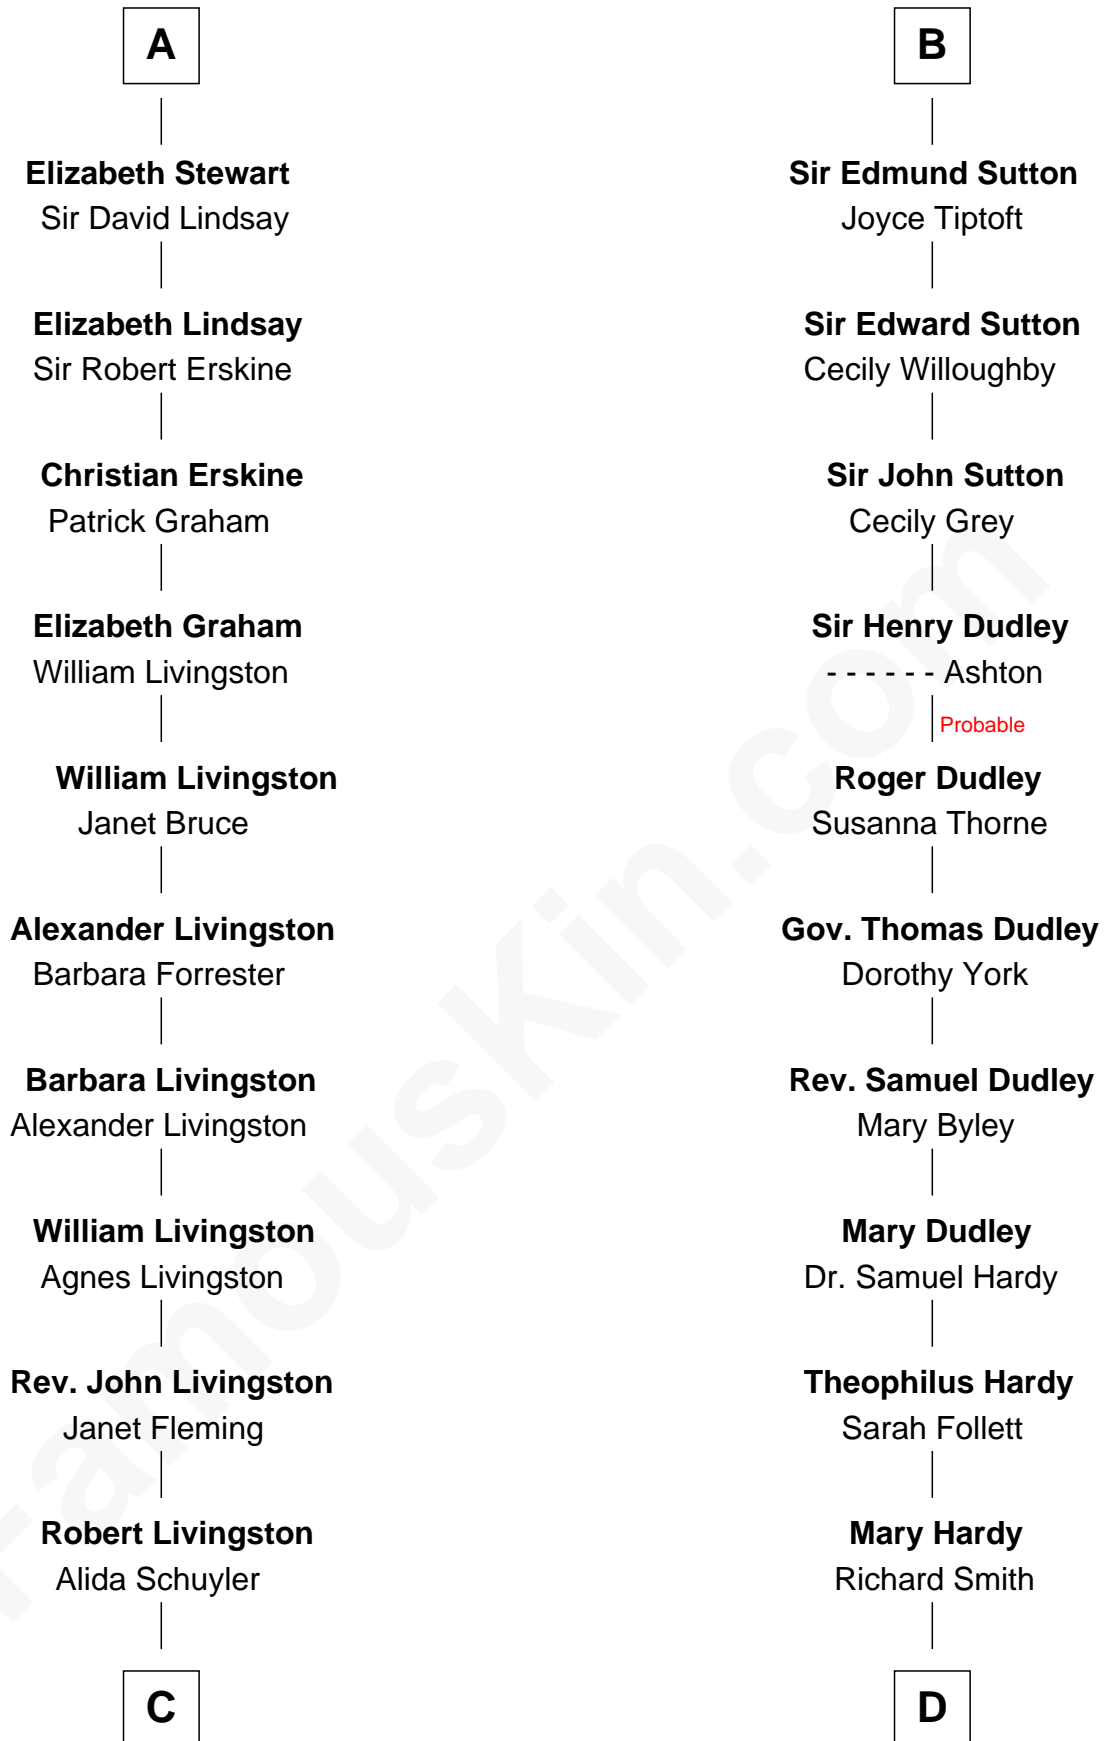 A
Elizabeth Stewart
Sir David Lindsay
Elizabeth Lindsay
Sir Robert Erskine
Christian Erskine
Patrick Graham
Elizabeth Graham
William Livingston
William Livingston
Janet Bruce
Alexander Livingston
Barbara Forrester
Barbara Livingston
Alexander Livingston
William Livingston
Agnes Livingston
Rev. John Livingston
Janet Fleming
Robert Livingston
Alida Schuyler
C
B
Sir Edmund Sutton
Joyce Tiptoft
Sir Edward Sutton
Cecily Willoughby
Sir John Sutton
Cecily Grey
Sir Henry Dudley
- - - - - - Ashton
Probable
Roger Dudley
Susanna Thorne
Gov. Thomas Dudley
Dorothy York
Rev. Samuel Dudley
Mary Byley
Mary Dudley
Dr. Samuel Hardy
Theophilus Hardy
Sarah Follett
Mary Hardy
Richard Smith
D
FamousKin.com